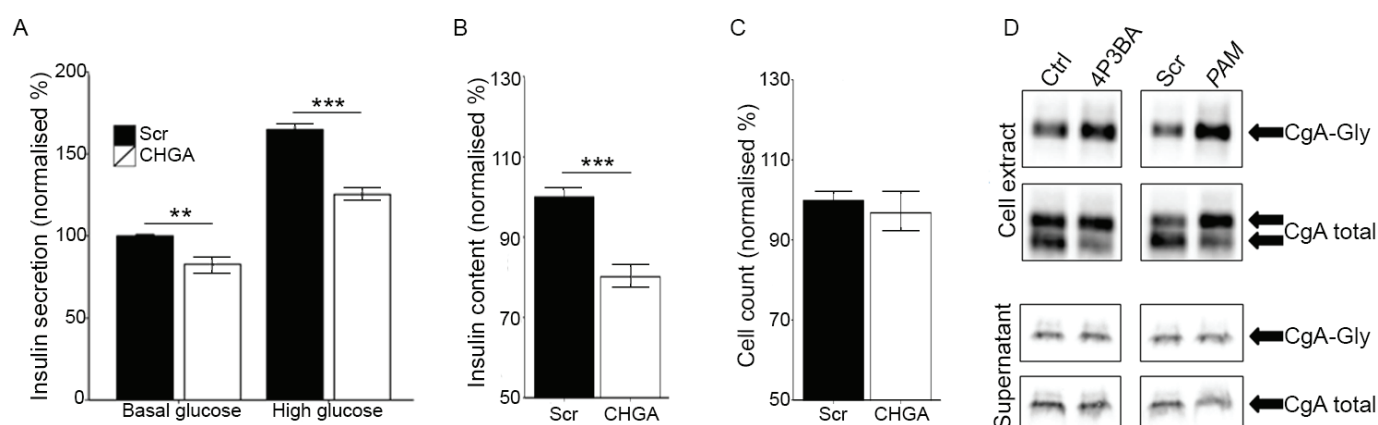 A
Insulin secretion (normalised %)
200
150
100
50
0
Scr
CHGA
**
***
Basal glucose
High glucose
B
Insulin content (normalised %)
130
110
90
70
50
***
Scr
CHGA
C
Cell count (normalised %)
130
110
90
70
50
Scr
CHGA
D
Ctrl
4P3BA
Scr
PAM
Cell extract
CgA-Gly
CgA total
Supernatant
CgA-Gly
CgA total